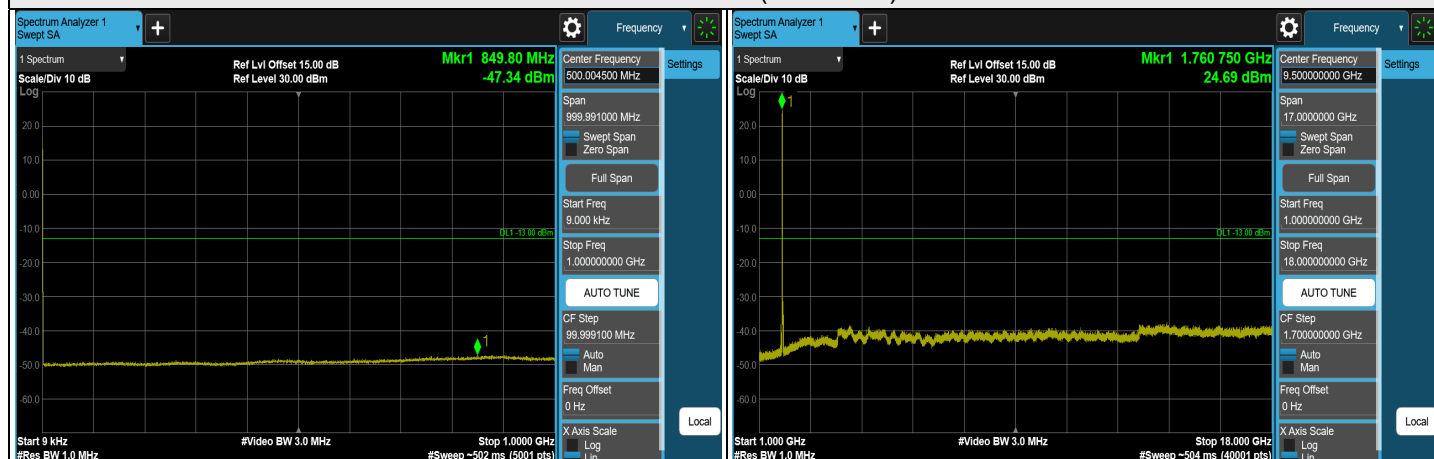 Spectrum Analyzer 1
Swept SA
+
Frequency
1 Spectrum
Scale/Div 10 dB
Ref Lvl Offset 15.00 dB
Ref Level 30.00 dBm
Mkr1 849.80 MHz
-47.34 dBm
Log
20.0
10.0
0.00
-10.0
-20.0
-30.0
-40.0
-50.0
-60.0
1
DL1 -13.00 dBm
Start 9 kHz
#Res BW 1.0 MHz
#Video BW 3.0 MHz
Stop 1.0000 GHz
#Sweep ~502 ms (5001 pts)
Center Frequency
500.004500 MHz
Settings
Span
999.991000 MHz
Swept Span
Zero Span
Full Span
Start Freq
9.000 kHz
Stop Freq
1.000000000 GHz
AUTO TUNE
CF Step
99.999100 MHz
Auto
Man
Freq Offset
0 Hz
X Axis Scale
Log
Lin
Local
Spectrum Analyzer 1
Swept SA
+
Frequency
1 Spectrum
Scale/Div 10 dB
Ref Lvl Offset 15.00 dB
Ref Level 30.00 dBm
Mkr1 1.760 750 GHz
24.69 dBm
Log
20.0
10.0
0.00
-10.0
-20.0
-30.0
-40.0
-50.0
-60.0
1
DL1 -13.00 dBm
Start 1.000 GHz
#Res BW 1.0 MHz
#Video BW 3.0 MHz
Stop 18.000 GHz
#Sweep ~504 ms (40001 pts)
Center Frequency
9.500000000 GHz
Settings
Span
17.0000000 GHz
Swept Span
Zero Span
Full Span
Start Freq
1.000000000 GHz
Stop Freq
18.000000000 GHz
AUTO TUNE
CF Step
1.700000000 GHz
Auto
Man
Freq Offset
0 Hz
X Axis Scale
Log
Lin
Local